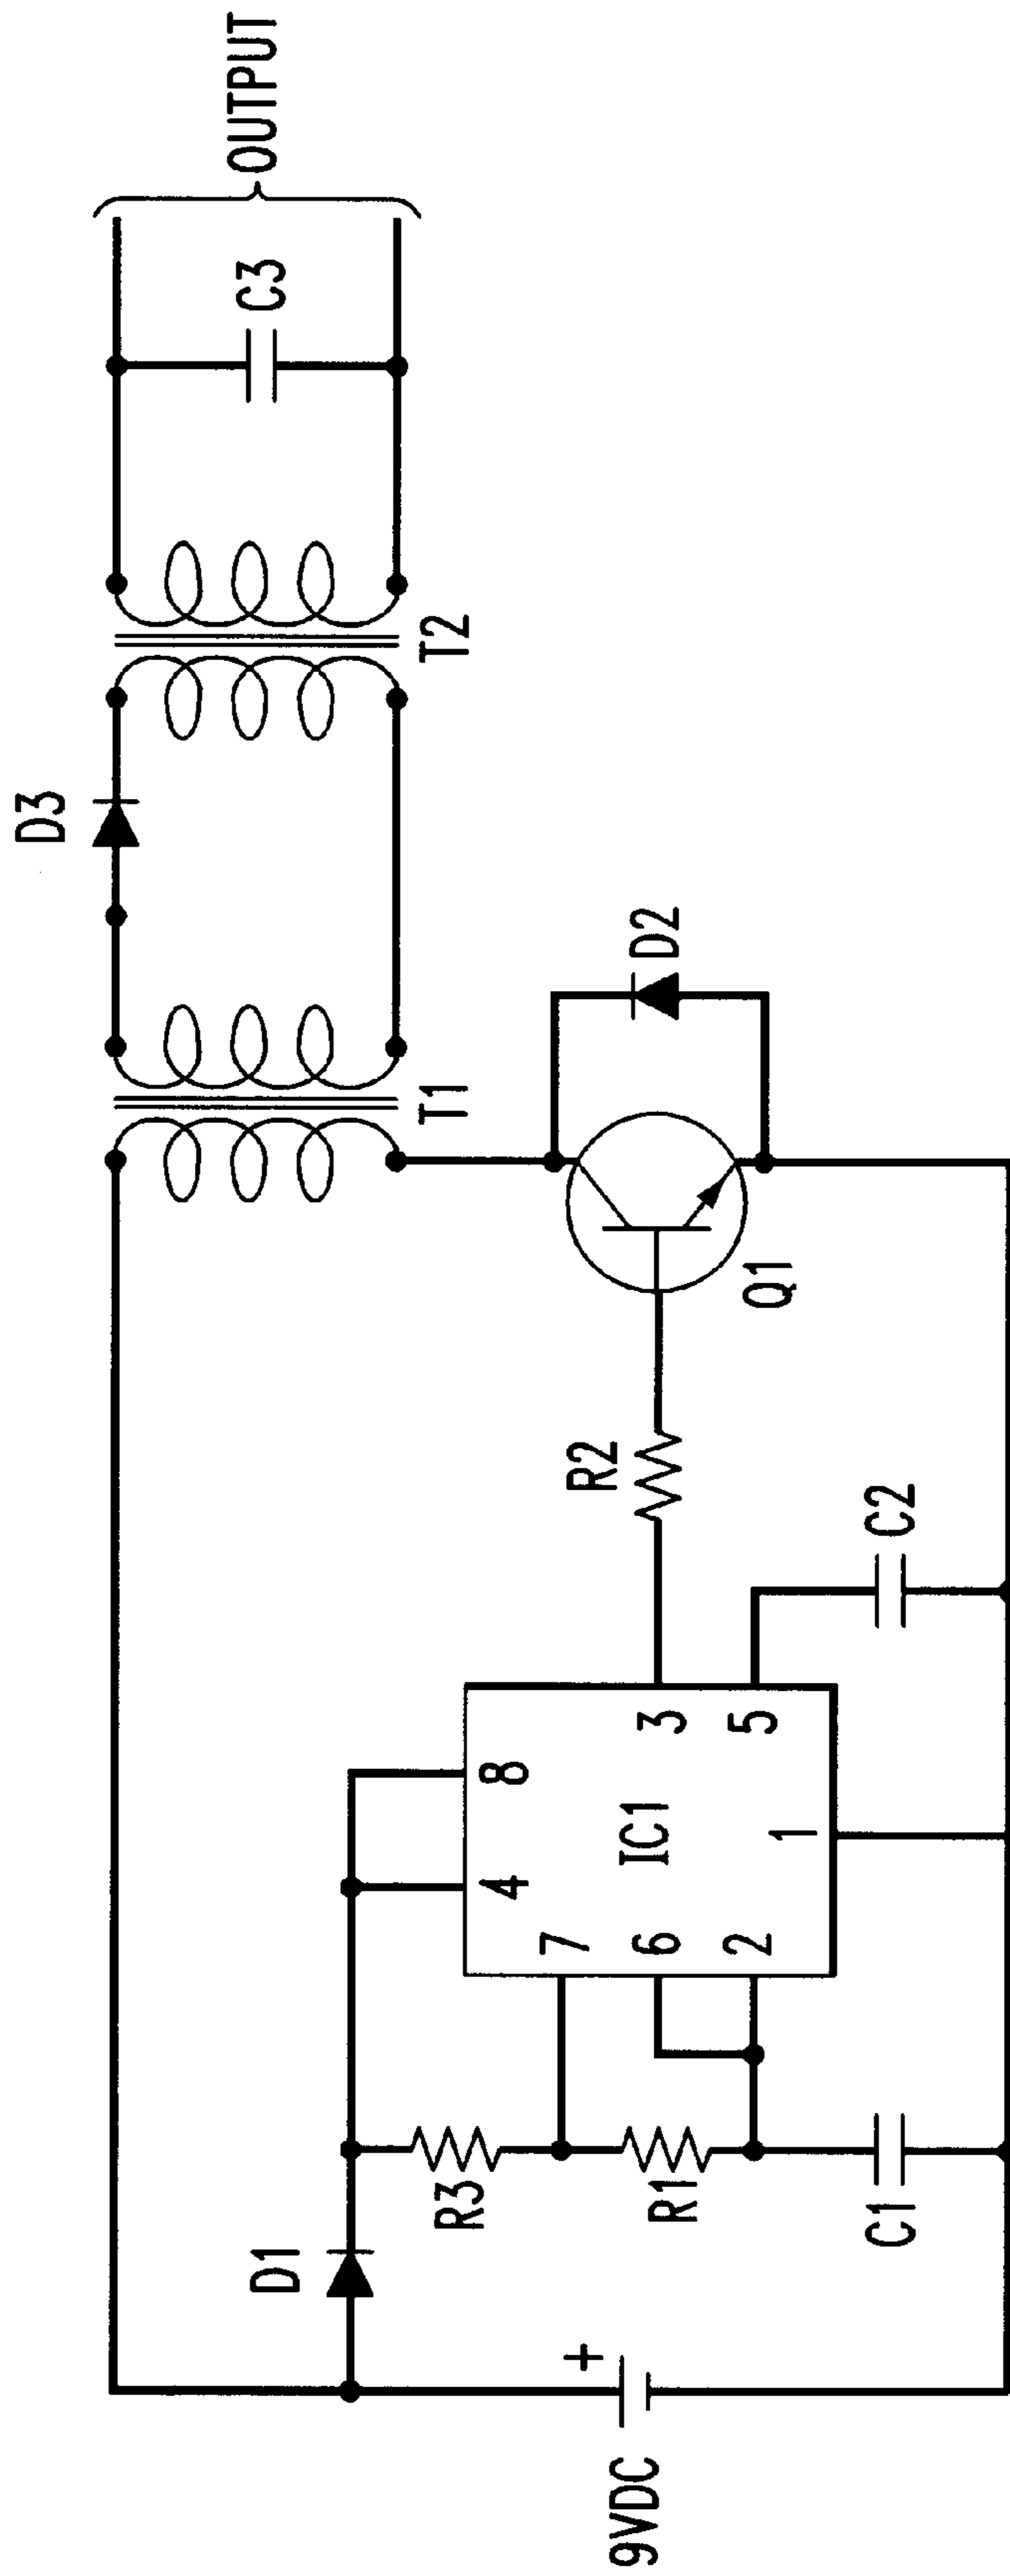 9VDC
+
D1
R3
R1
C1
7
6
2
4
8
IC1
1
3
5
C2
R2
Q1
D2
T1
D3
T2
C3
OUTPUT